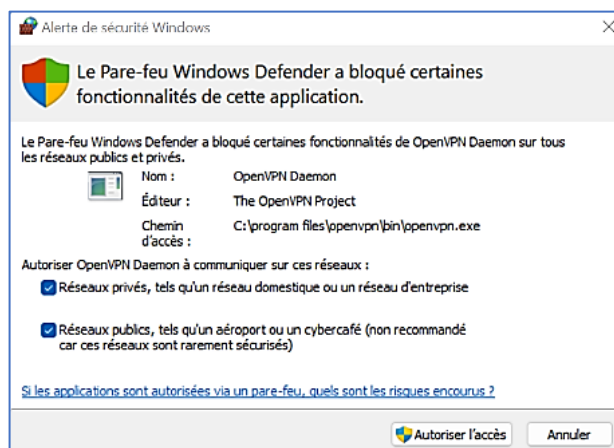 Alerte de sécurité Windows
Le Pare-feu Windows Defender a bloqué certaines
fonctionnalités de cette application.
Le Pare-feu Windows Defender a bloqué certaines fonctionnalités de OpenVPN Daemon sur tous
les réseaux publics et privés.
Nom : OpenVPN Daemon
Éditeur : The OpenVPN Project
Chemin C:\program files\openvpn\bin\openvpn.exe
d'accès :
Autoriser OpenVPN Daemon à communiquer sur ces réseaux :
Réseaux privés, tels qu'un réseau domestique ou un réseau d'entreprise
Réseaux publics, tels qu'un aéroport ou un cybercafé (non recommandé
car ces réseaux sont rarement sécurisés)
Si les applications sont autorisées via un pare-feu, quels sont les risques encourus ?
Autoriser l'accès Annuler